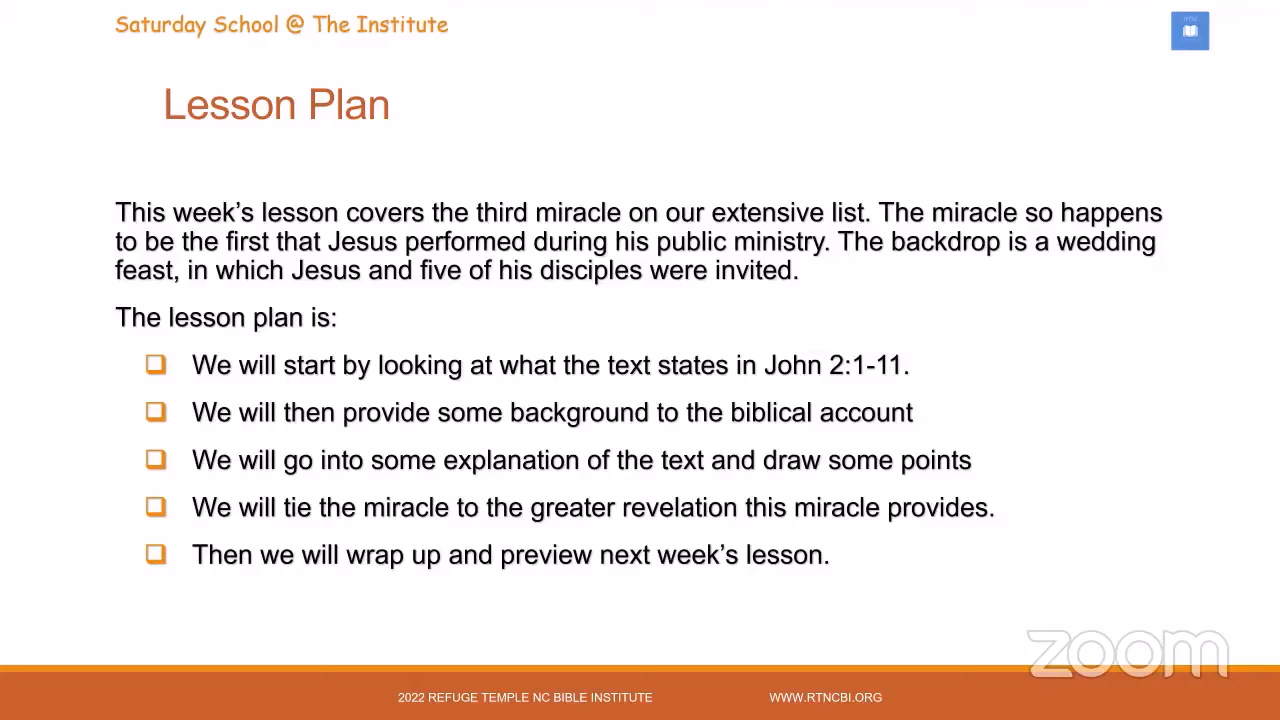 Saturday School @ The Institute
Lesson Plan
This week's lesson covers the third miracle on our extensive list. The miracle so happens
to be the first that Jesus performed during his public ministry. The backdrop is a wedding
feast, in which Jesus and five of his disciples were invited.
The lesson plan is:
We will start by looking at what the text states in John 2:1-11.
We will then provide some background to the biblical account
We will go into some explanation of the text and draw some points
We will tie the miracle to the greater revelation this miracle provides.
Then we will wrap up and preview next week's lesson.
zoom
2022 REFUGE TEMPLE NC BIBLE INSTITUTE
WWW.RTNCBI.ORG